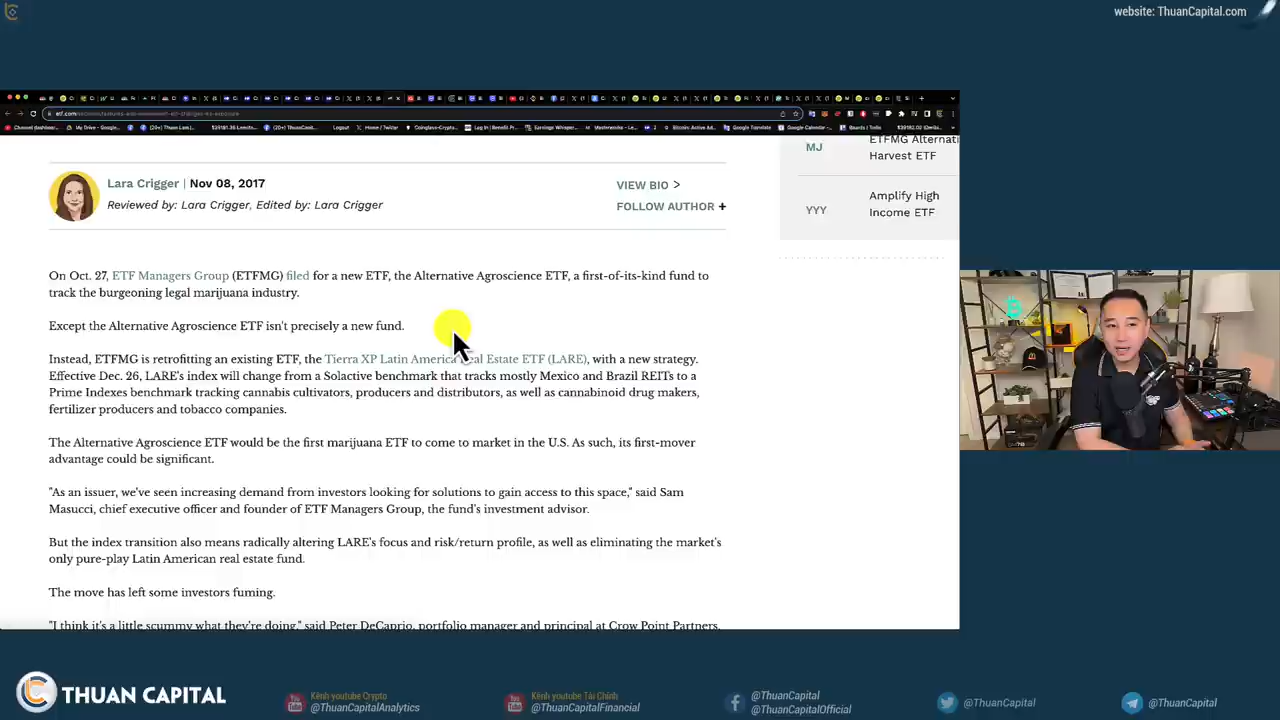 website: ThuanCapital.com
Lara Crigger | Nov 08, 2017
Reviewed by: Lara Crigger, Edited by: Lara Crigger
VIEW BIO >
FOLLOW AUTHOR +
MJ
ETFMG Alternati
Harvest ETF
YYY
Amplify High
Income ETF
On Oct. 27, ETF Managers Group (ETFMG) filed for a new ETF, the Alternative Agroscience ETF, a first-of-its-kind fund to
track the burgeoning legal marijuana industry.
Except the Alternative Agroscience ETF isn't precisely a new fund.
Instead, ETFMG is retrofitting an existing ETF, the Tierra XP Latin America Real Estate ETF (LARE), with a new strategy.
Effective Dec. 26, LARE's index will change from a Solactive benchmark that tracks mostly Mexico and Brazil REITs to a
Prime Indexes benchmark tracking cannabis cultivators, producers and distributors, as well as cannabinoid drug makers,
fertilizer producers and tobacco companies.
The Alternative Agroscience ETF would be the first marijuana ETF to come to market in the U.S. As such, its first-mover
advantage could be significant.
"As an issuer, we've seen increasing demand from investors looking for solutions to gain access to this space," said Sam
Masucci, chief executive officer and founder of ETF Managers Group, the fund's investment advisor.
But the index transition also means radically altering LARE's focus and risk/return profile, as well as eliminating the market's
only pure-play Latin American real estate fund.
The move has left some investors fuming.
"I think it's a little scummy what they're doing," said Peter DeCaprio, portfolio manager and principal at Crow Point Partners,
THUAN CAPITAL
Kênh youtube Crypto
@ThuanCapitalAnalytics
Kênh youtube Tài Chính
@ThuanCapitalFinancial
@ThuanCapital
@ThuanCapitalOfficial
@ThuanCapital
@ThuanCapital